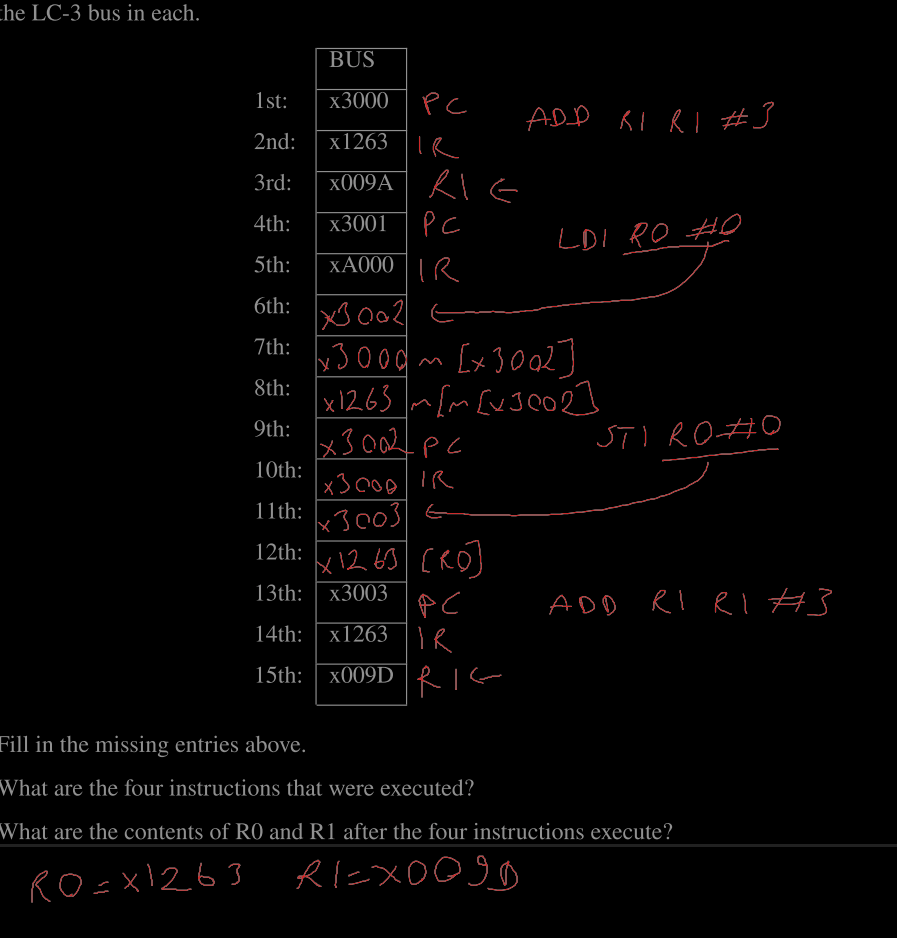 the LC-3 bus in each.
BUS
1st: x3000 PC ADD R1 R1 #3
2nd: x1263 IR
3rd: x009A R1 ←
4th: x3001 PC LDI R0 #0
5th: xA000 IR
6th: x3002 ←
7th: x3000 m[x3002]
8th: x1263 m[m[x3002]
9th: x3002 PC STI R0 #0
10th: x3000 IR
11th: x3003 ←
12th: x1263 [R0]
13th: x3003 PC ADD R1 R1 #3
14th: x1263 IR
15th: x009D R1 ←
Fill in the missing entries above.
What are the four instructions that were executed?
What are the contents of R0 and R1 after the four instructions execute?
R0=x1263 R1=x009D